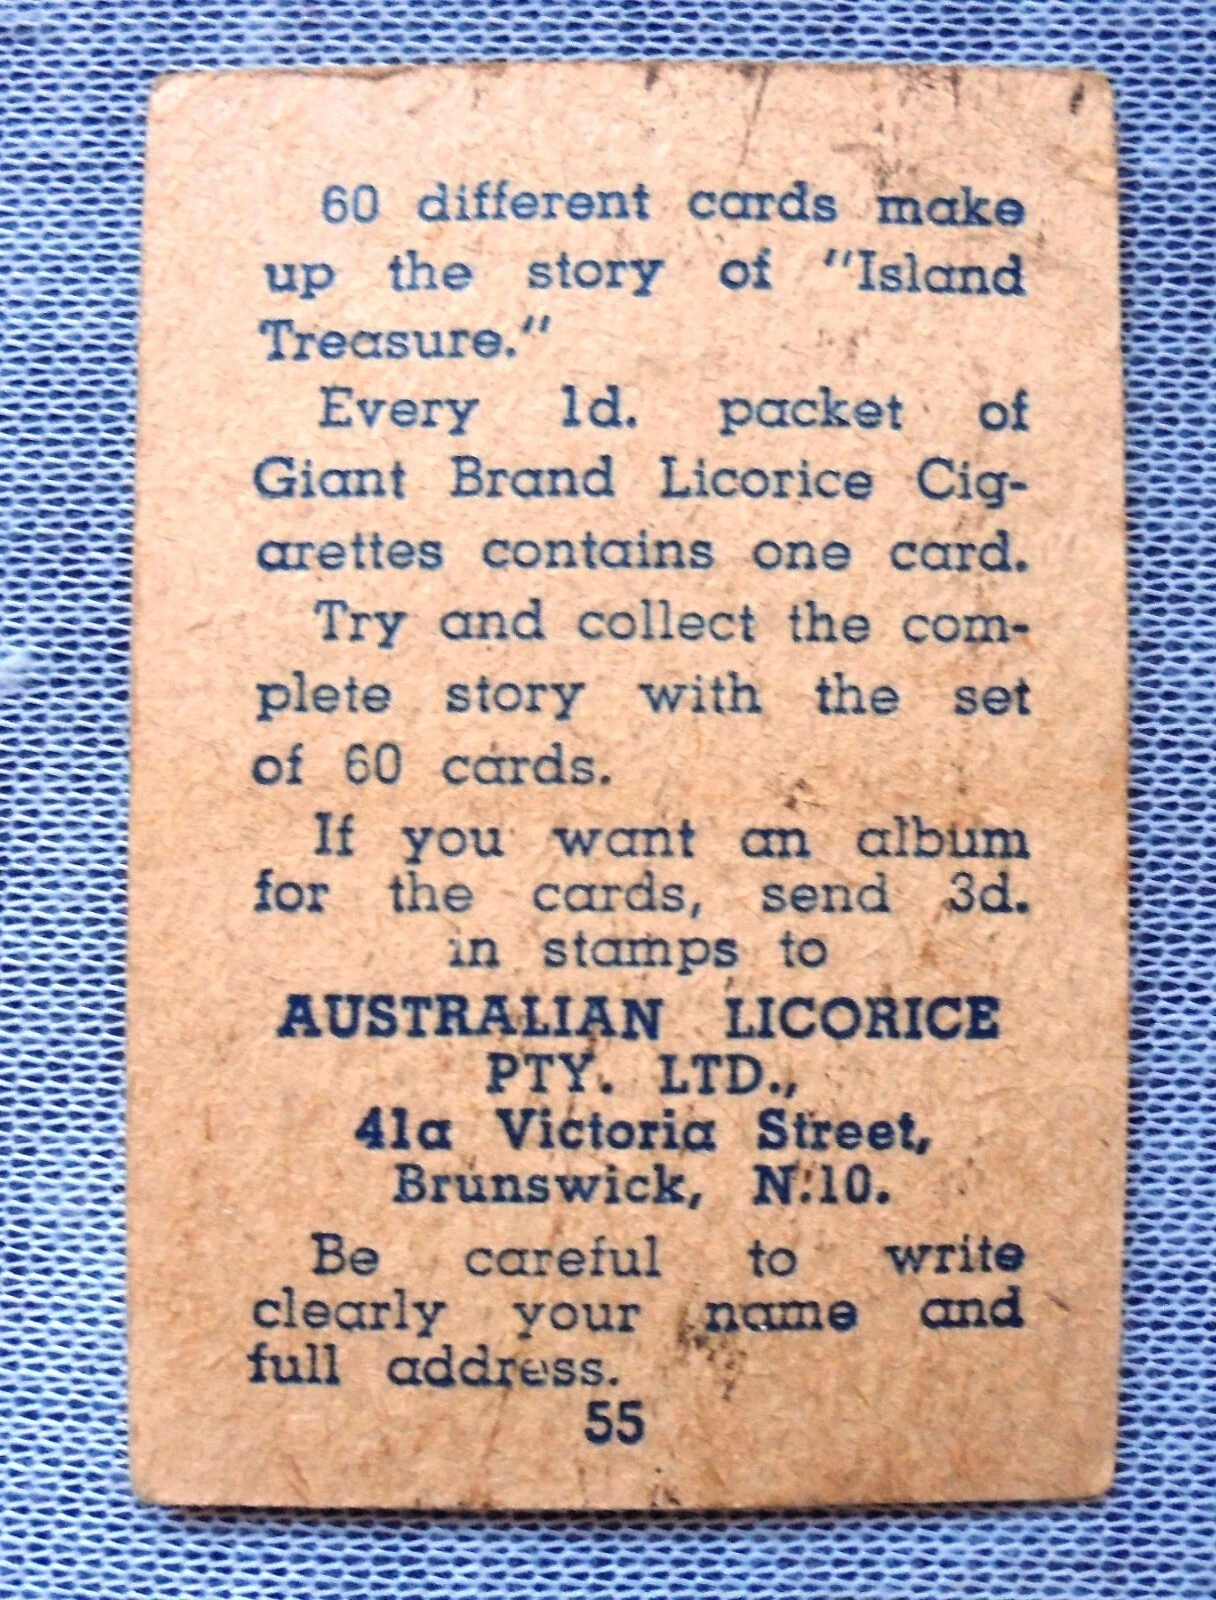 60 different cards make
up the story of "Island
Treasure."
Every 1d. packet of
Giant Brand Licorice Cig-
arettes contains one card.
Try and collect the com-
plete story with the set
of 60 cards.
If you want an album
for the cards, send 3d.
in stamps to
AUSTRALIAN LICORICE
PTY. LTD.,
41a Victoria Street,
Brunswick, N.10.
Be careful to write
clearly your name and
full address.
55